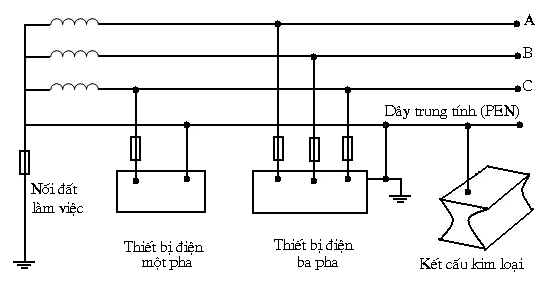 A
B
C
Dây trung tính (PEN)
Nối đất
làm việc
Thiết bị điện
một pha
Thiết bị điện
ba pha
Kết cấu kim loại